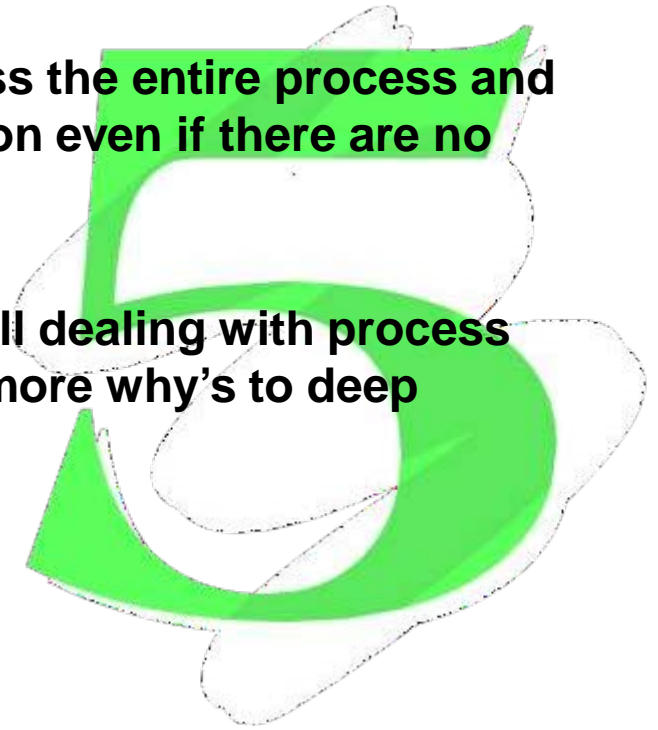 ss the entire process and
on even if there are no
ll dealing with process
more why's to deep
5